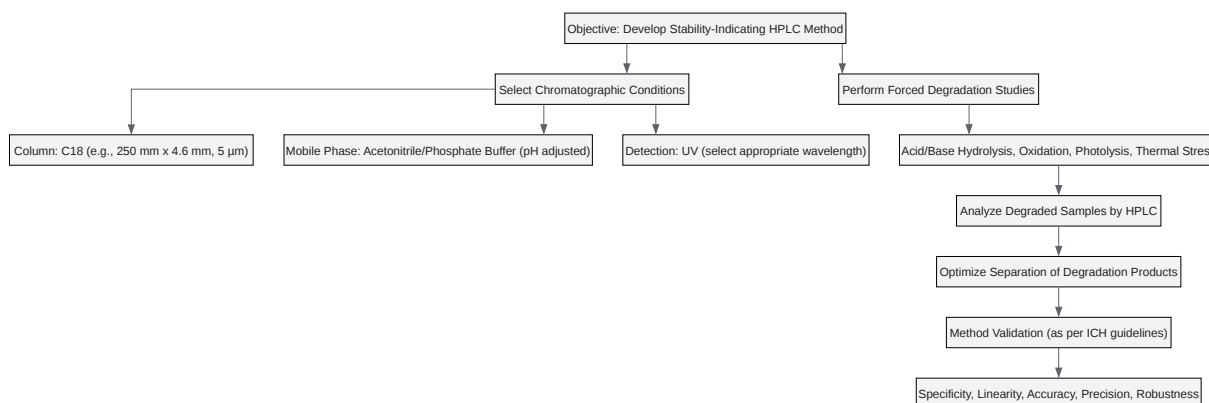 Objective: Develop Stability-Indicating HPLC Method
Select Chromatographic Conditions
Perform Forced Degradation Studies
Column: C18 (e.g., 250 mm x 4.6 mm, 5 µm)
Mobile Phase: Acetonitrile/Phosphate Buffer (pH adjusted)
Detection: UV (select appropriate wavelength)
Acid/Base Hydrolysis, Oxidation, Photolysis, Thermal Stress
Analyze Degraded Samples by HPLC
Optimize Separation of Degradation Products
Method Validation (as per ICH guidelines)
Specificity, Linearity, Accuracy, Precision, Robustness